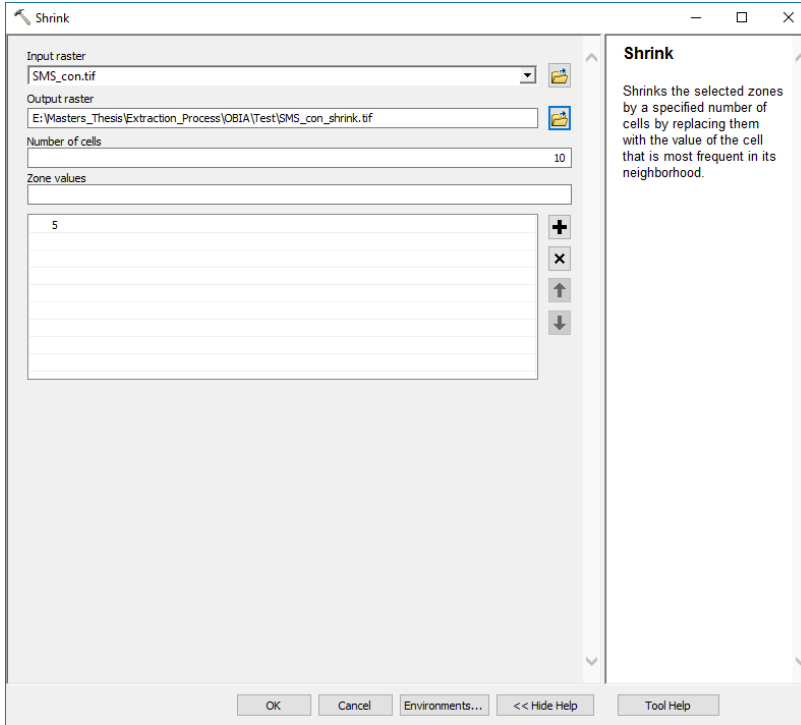 Shrink
Input raster
SMS_con.tif
Output raster
E:\Masters_Thesis\Extraction_Process\OBIA\Test\SMS_con_shrink.tif
Number of cells
10
Zone values
5
Shrink
Shrinks the selected zones
by a specified number of
cells by replacing them
with the value of the cell
that is most frequent in its
neighborhood.
OK
Cancel
Environments...
<< Hide Help
Tool Help